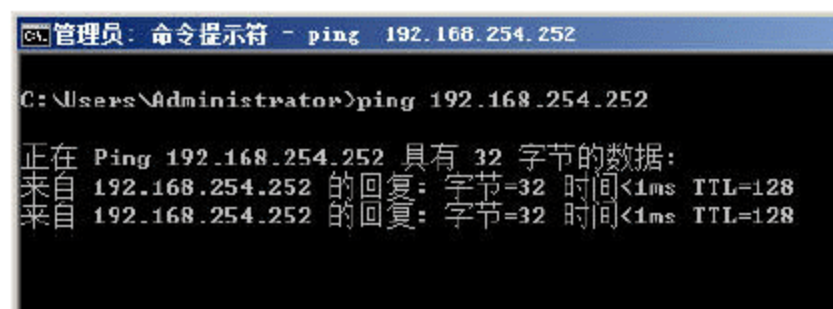 管理员: 命令提示符 - ping 192.168.254.252
C:\Users\Administrator>ping 192.168.254.252
正在 Ping 192.168.254.252 具有 32 字节的数据:
来自 192.168.254.252 的回复: 字节=32 时间<1ms TTL=128
来自 192.168.254.252 的回复: 字节=32 时间<1ms TTL=128